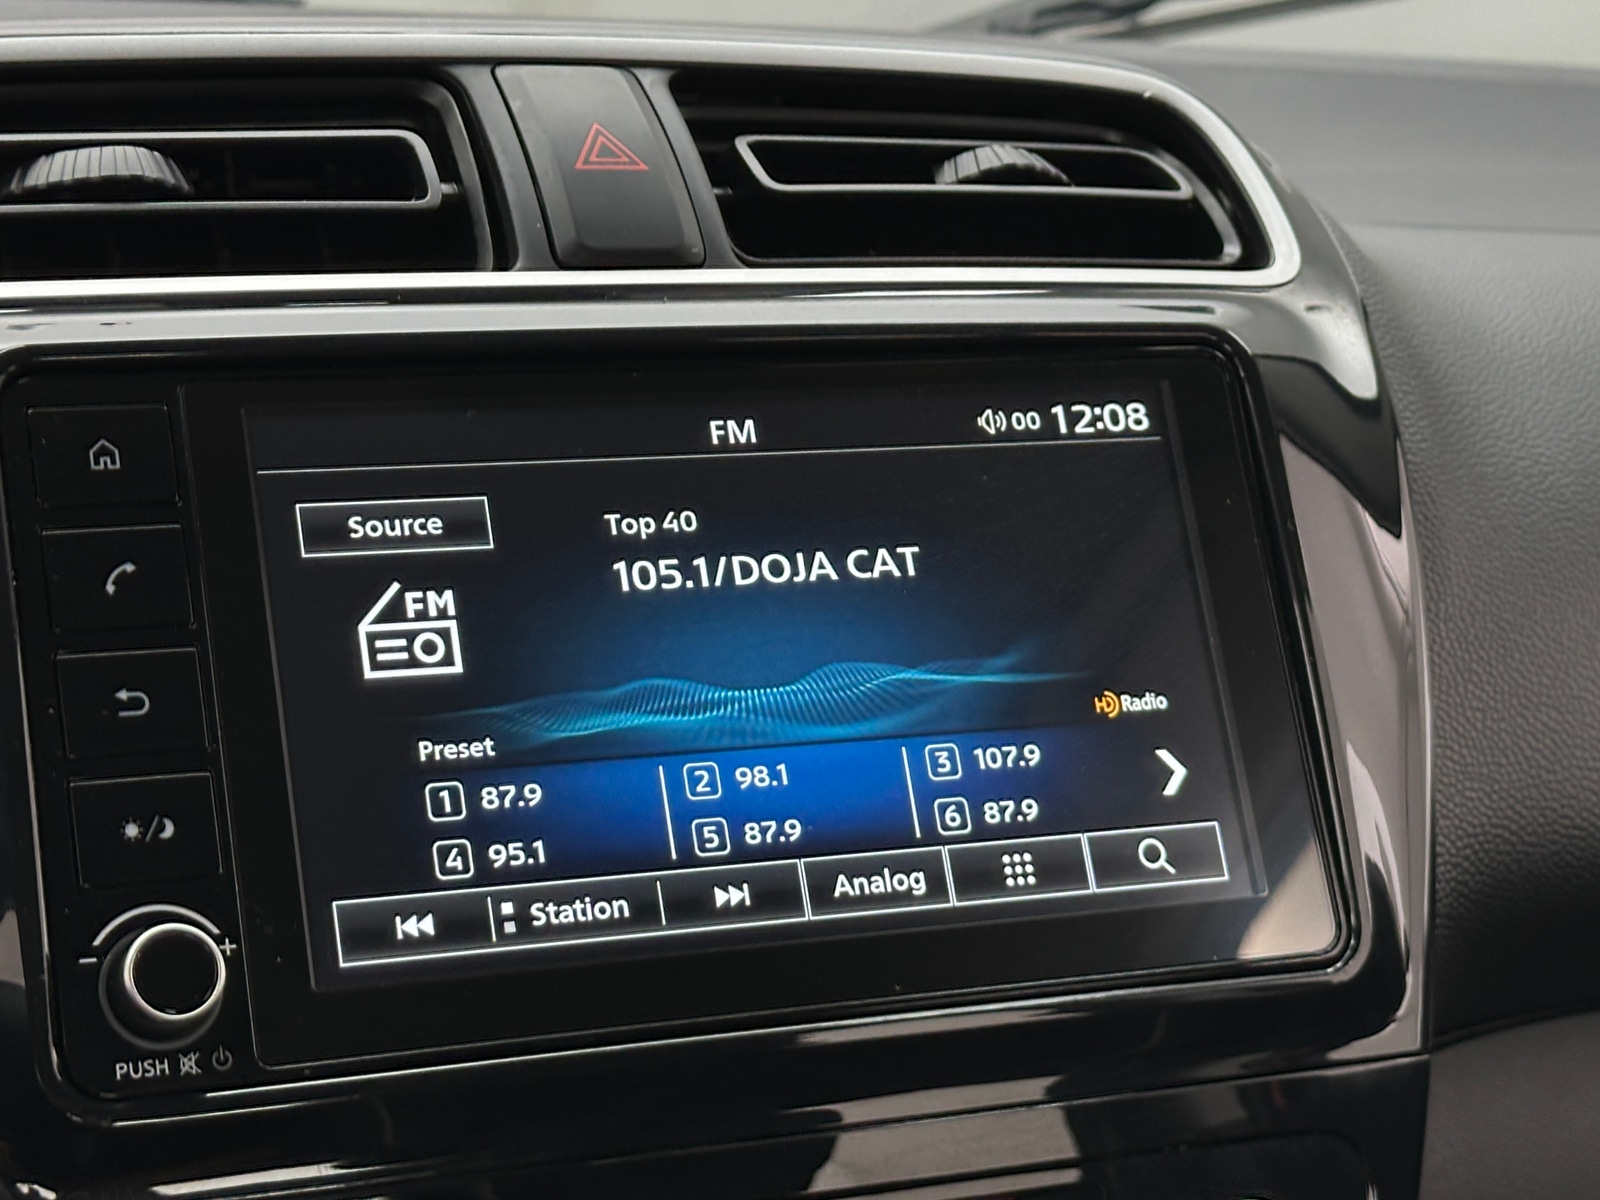 FM
00 12:08
Source
Top 40
105.1/DOJA CAT
FM
HD Radio
Preset
1 87.9
2 98.1
3 107.9
4 95.1
5 87.9
6 87.9
Station
Analog
- +
PUSH